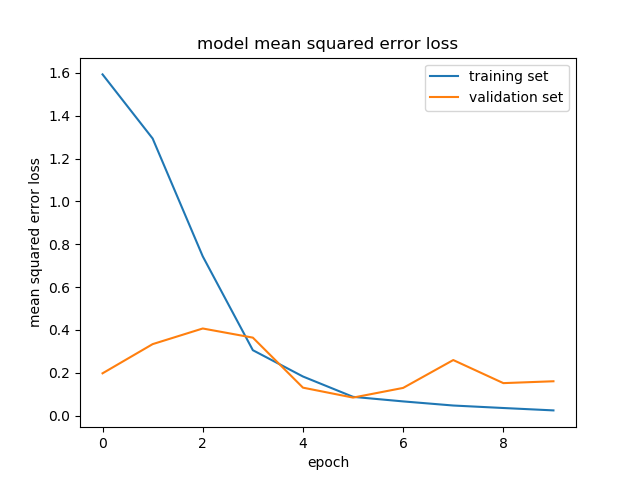 model mean squared error loss
training set
validation set
1.6
1.4
1.2
1.0
0.8
0.6
0.4
0.2
0.0
mean squared error loss
0 2 4 6 8
epoch